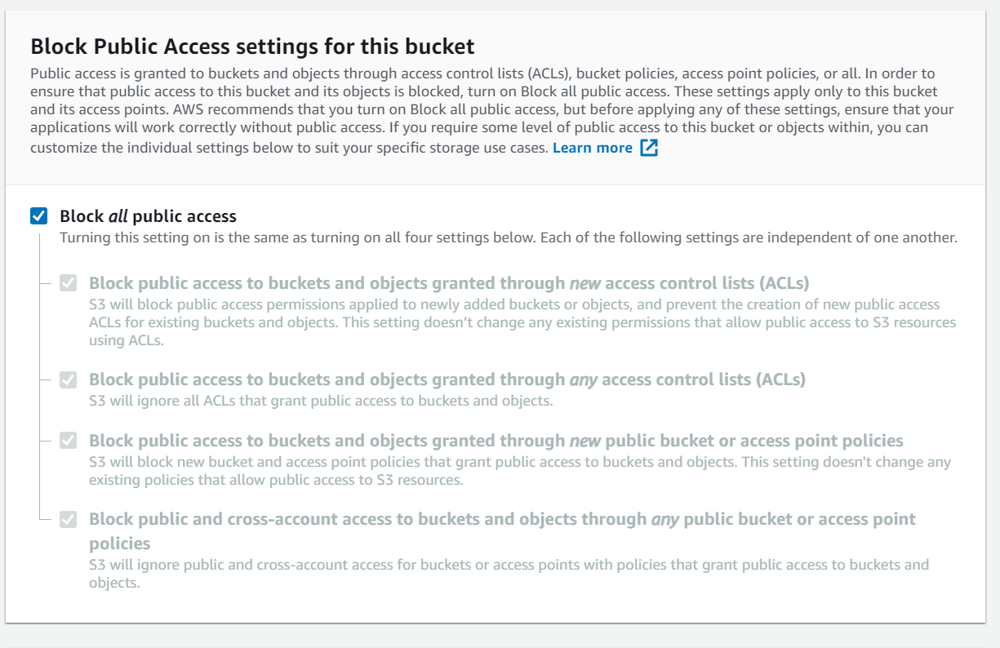 Block Public Access settings for this bucket
Public access is granted to buckets and objects through access control lists (ACLs), bucket policies, access point policies, or all. In order to
ensure that public access to this bucket and its objects is blocked, turn on Block all public access. These settings apply only to this bucket
and its access points. AWS recommends that you turn on Block all public access, but before applying any of these settings, ensure that your
applications will work correctly without public access. If you require some level of public access to this bucket or objects within, you can
customize the individual settings below to suit your specific storage use cases. Learn more
Block all public access
Turning this setting on is the same as turning on all four settings below. Each of the following settings are independent of one another.
Block public access to buckets and objects granted through new access control lists (ACLs)
S3 will block public access permissions applied to newly added buckets or objects, and prevent the creation of new public access
ACLs for existing buckets and objects. This setting doesn’t change any existing permissions that allow public access to S3 resources
using ACLs.
Block public access to buckets and objects granted through any access control lists (ACLs)
S3 will ignore all ACLs that grant public access to buckets and objects.
Block public access to buckets and objects granted through new public bucket or access point policies
S3 will block new bucket and access point policies that grant public access to buckets and objects. This setting doesn't change any
existing policies that allow public access to S3 resources.
Block public and cross-account access to buckets and objects through any public bucket or access point
policies
S3 will ignore public and cross-account access for buckets or access points with policies that grant public access to buckets and
objects.